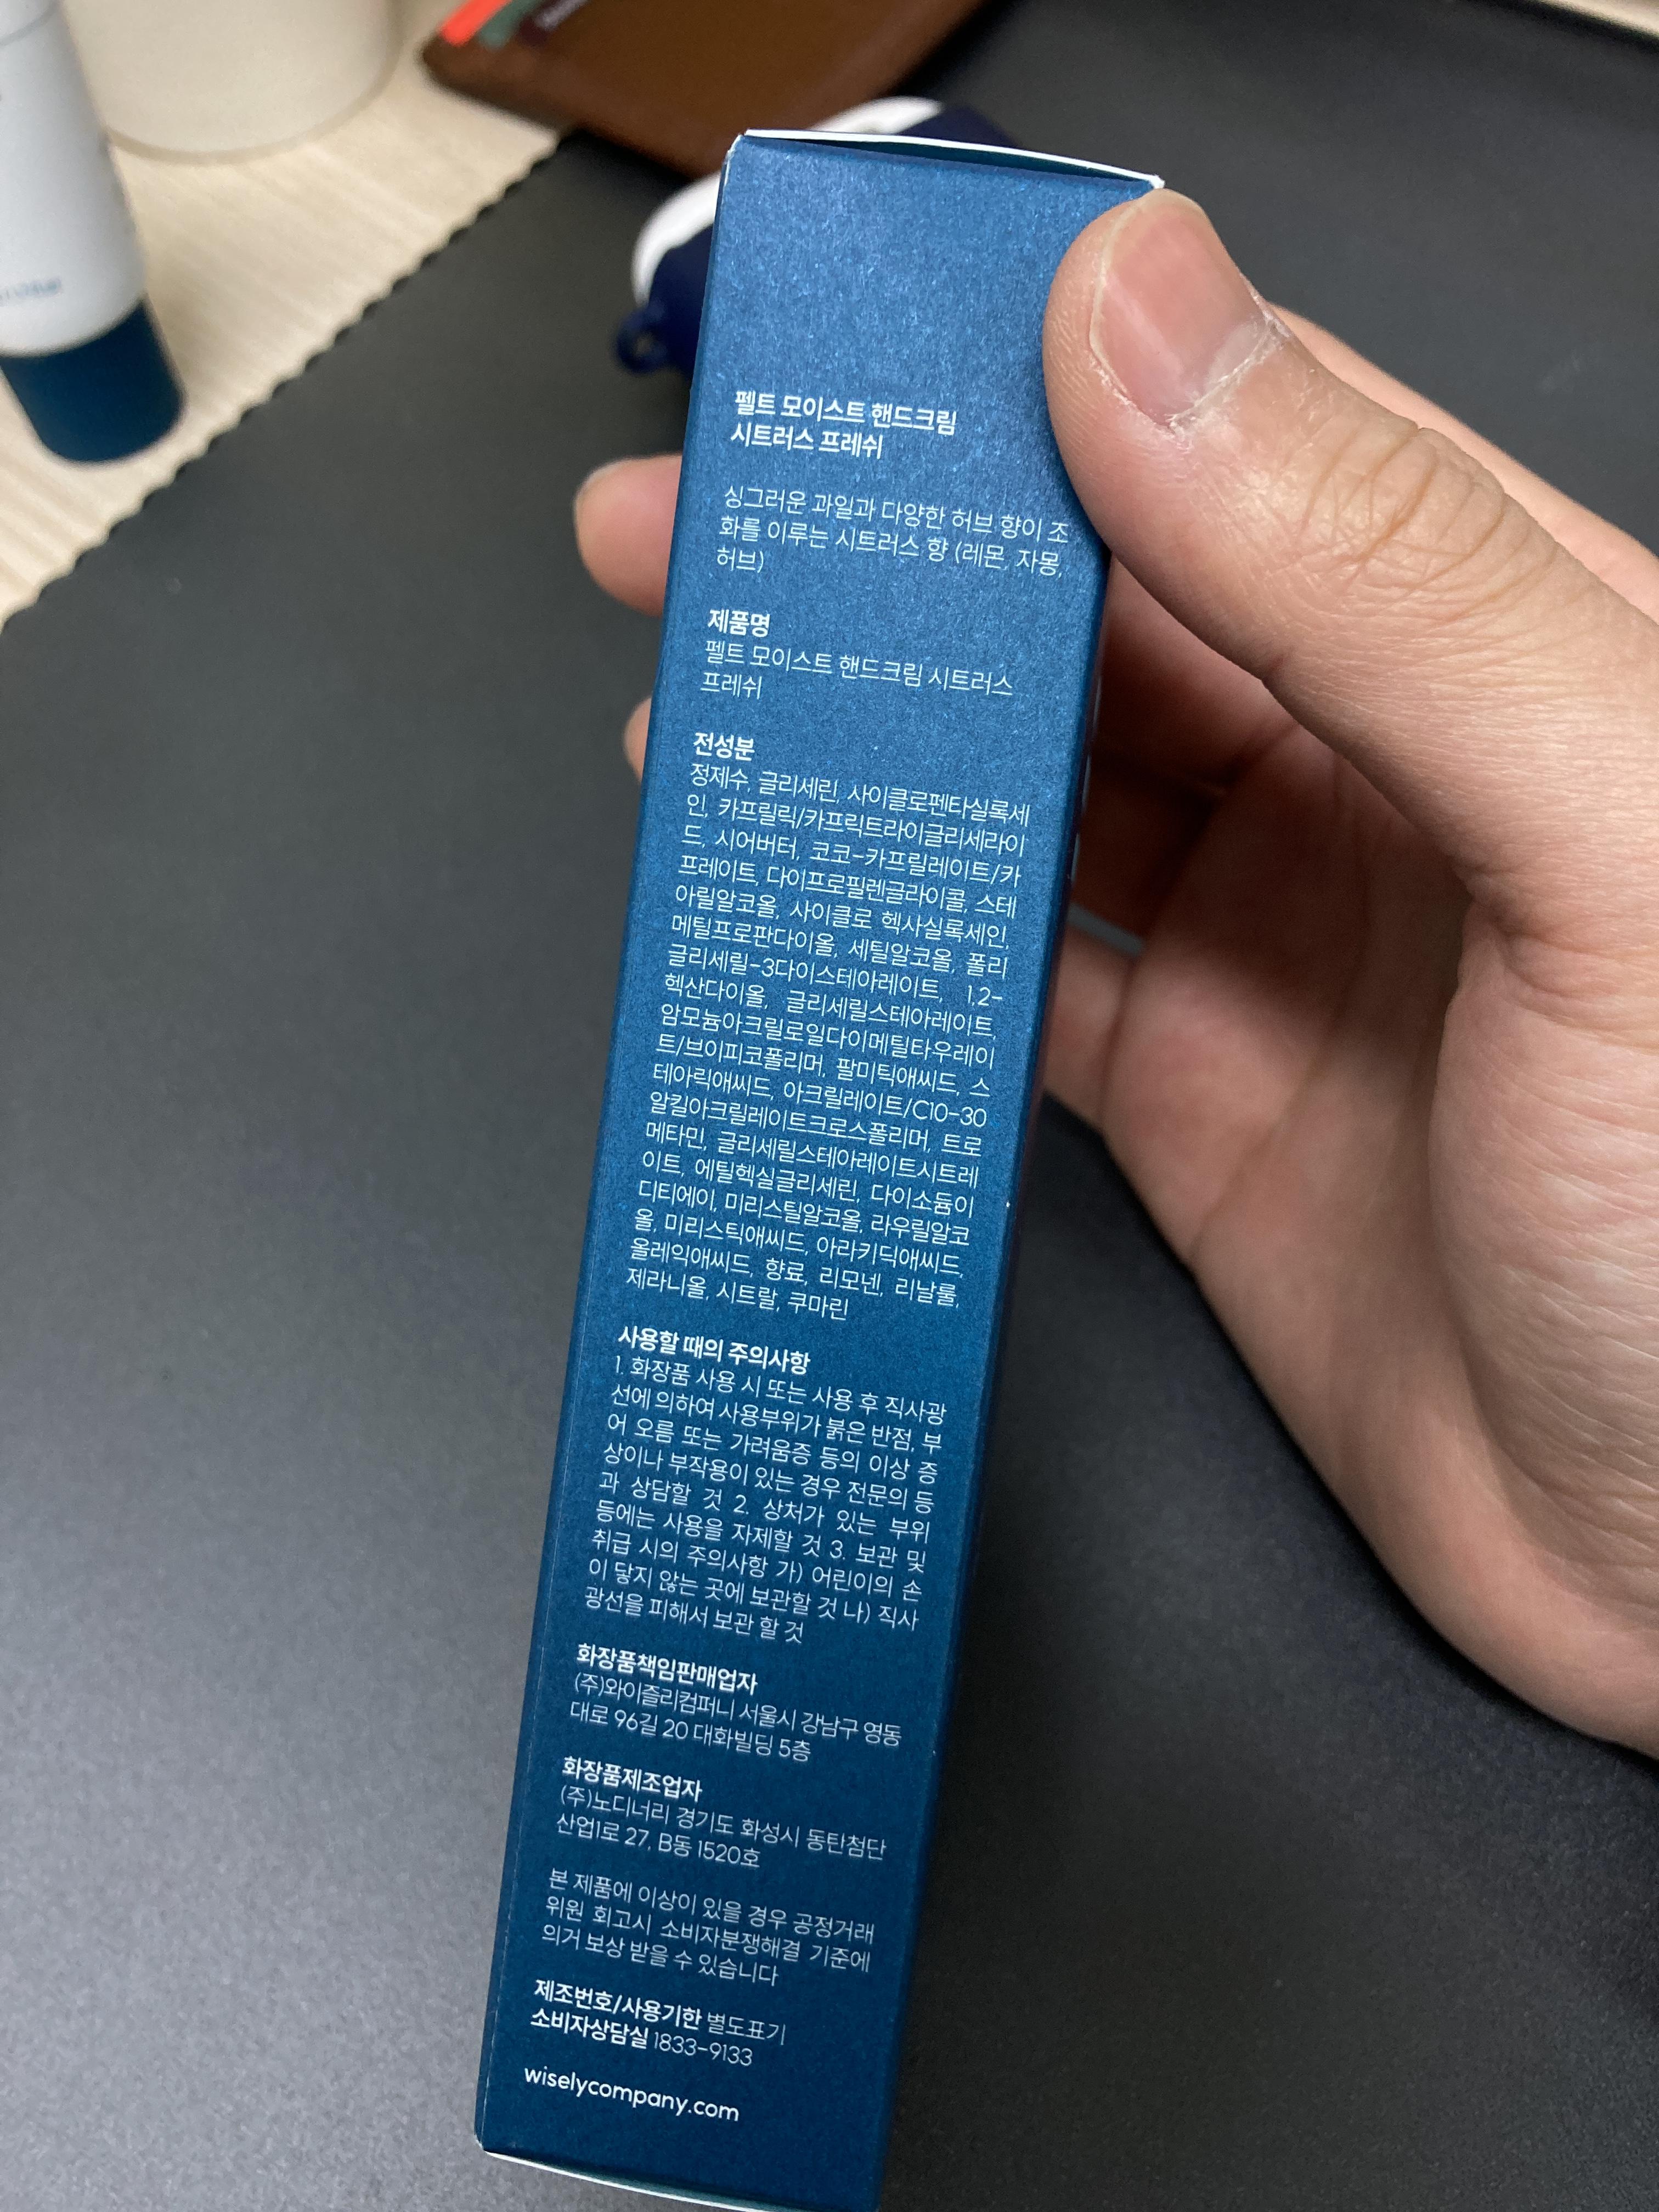 펠트 모이스트 핸드크림
시트러스 프레쉬
싱그러운 과일과 다양한 허브 향이 조
화를 이루는 시트러스 향 (레몬, 자몽,
허브)
제품명
펠트 모이스트 핸드크림 시트러스
프레쉬
전성분
정제수, 글리세린, 사이클로펜타실록세
인, 카프릴릭/카프릭트라이글리세라이
드, 시어버터, 코코-카프릴레이트/카
프레이트, 다이프로필렌글라이콜, 스테
아릴알코올, 사이클로 헥사실록세인,
메틸프로판다이올, 세틸알코올, 폴리
글리세릴-3다이스테아레이트, 1,2-
헥산다이올, 글리세릴스테아레이트,
암모늄아크릴로일다이메틸타우레이
트/브이피코폴리머, 팔미틱애씨드, 스
테아릭애씨드, 아크릴레이트/C10-30
알킬아크릴레이트크로스폴리머, 트로
메타민, 글리세릴스테아레이트시트레
이트, 에틸헥실글리세린, 다이소듐이
디티에이, 미리스틸알코올, 라우릴알코
올, 미리스틱애씨드, 아라키딕애씨드,
올레익애씨드, 향료, 리모넨, 리날룰,
제라니올, 시트랄, 쿠마린
사용할 때의 주의사항
1. 화장품 사용 시 또는 사용 후 직사광
선에 의하여 사용부위가 붉은 반점, 부
어 오름 또는 가려움증 등의 이상 증
상이나 부작용이 있는 경우 전문의 등
과 상담할 것 2. 상처가 있는 부위
등에는 사용을 자제할 것 3. 보관 및
취급 시의 주의사항 가) 어린이의 손
이 닿지 않는 곳에 보관할 것 나) 직사
광선을 피해서 보관 할 것
화장품책임판매업자
(주)와이즐리컴퍼니 서울시 강남구 영동
대로 96길 20 대화빌딩 5층
화장품제조업자
(주)노디너리 경기도 화성시 동탄첨단
산업1로 27, B동 1520호
본 제품에 이상이 있을 경우 공정거래
위원 회고시 소비자분쟁해결 기준에
의거 보상 받을 수 있습니다
제조번호/사용기한 별도표기
소비자상담실 1833-9133
wiselycompany.com